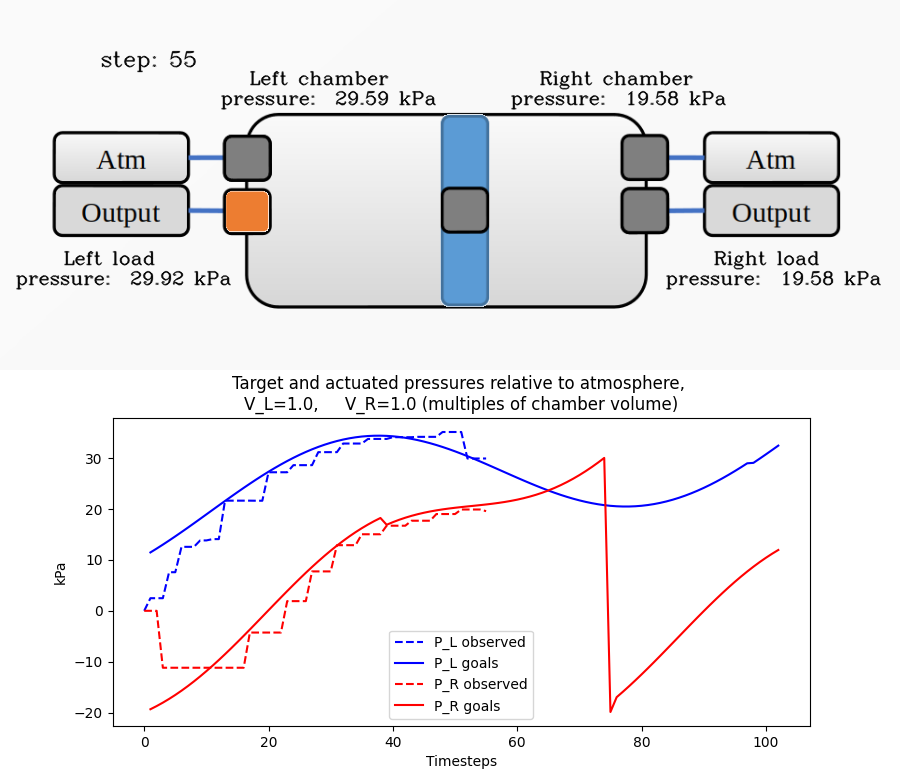 step: 55
Left chamber
pressure: 29.59 kPa
Right chamber
pressure: 19.58 kPa
Atm
Output
Atm
Output
Left load
pressure: 29.92 kPa
Right load
pressure: 19.58 kPa
Target and actuated pressures relative to atmosphere,
V_L=1.0, V_R=1.0 (multiples of chamber volume)
30
20
10
0
−10
−20
kPa
P_L observed
P_L goals
P_R observed
P_R goals
0 20 40 60 80 100
Timesteps